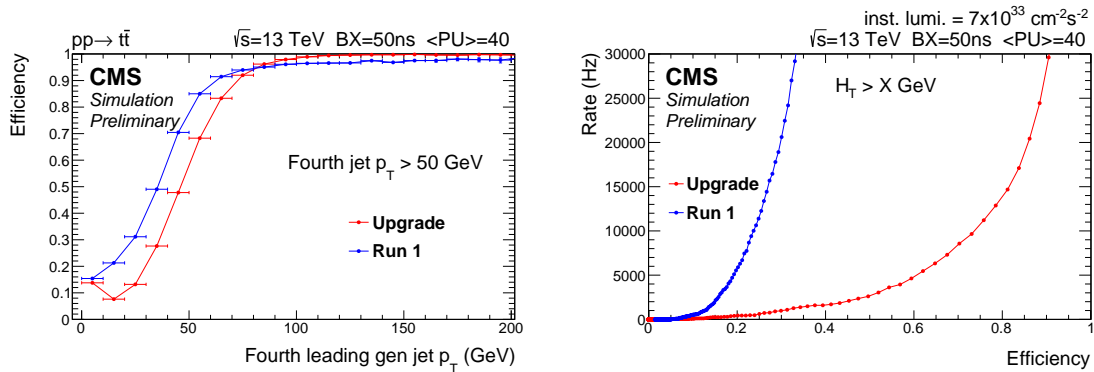 pp→ tt̄ √s=13 TeV BX=50ns <PU>=40
CMS
Simulation
Preliminary
Fourth jet p_T > 50 GeV
Upgrade
Run 1
Efficiency
1
0.9
0.8
0.7
0.6
0.5
0.4
0.3
0.2
0.1
0
0 50 100 150 200
Fourth leading gen jet p_T (GeV)
inst. lumi. = 7x10^33 cm^-2s^-2
√s=13 TeV BX=50ns <PU>=40
CMS
Simulation
Preliminary
H_T > X GeV
Upgrade
Run 1
Rate (Hz)
30000
25000
20000
15000
10000
5000
0
0 0.2 0.4 0.6 0.8 1
Efficiency